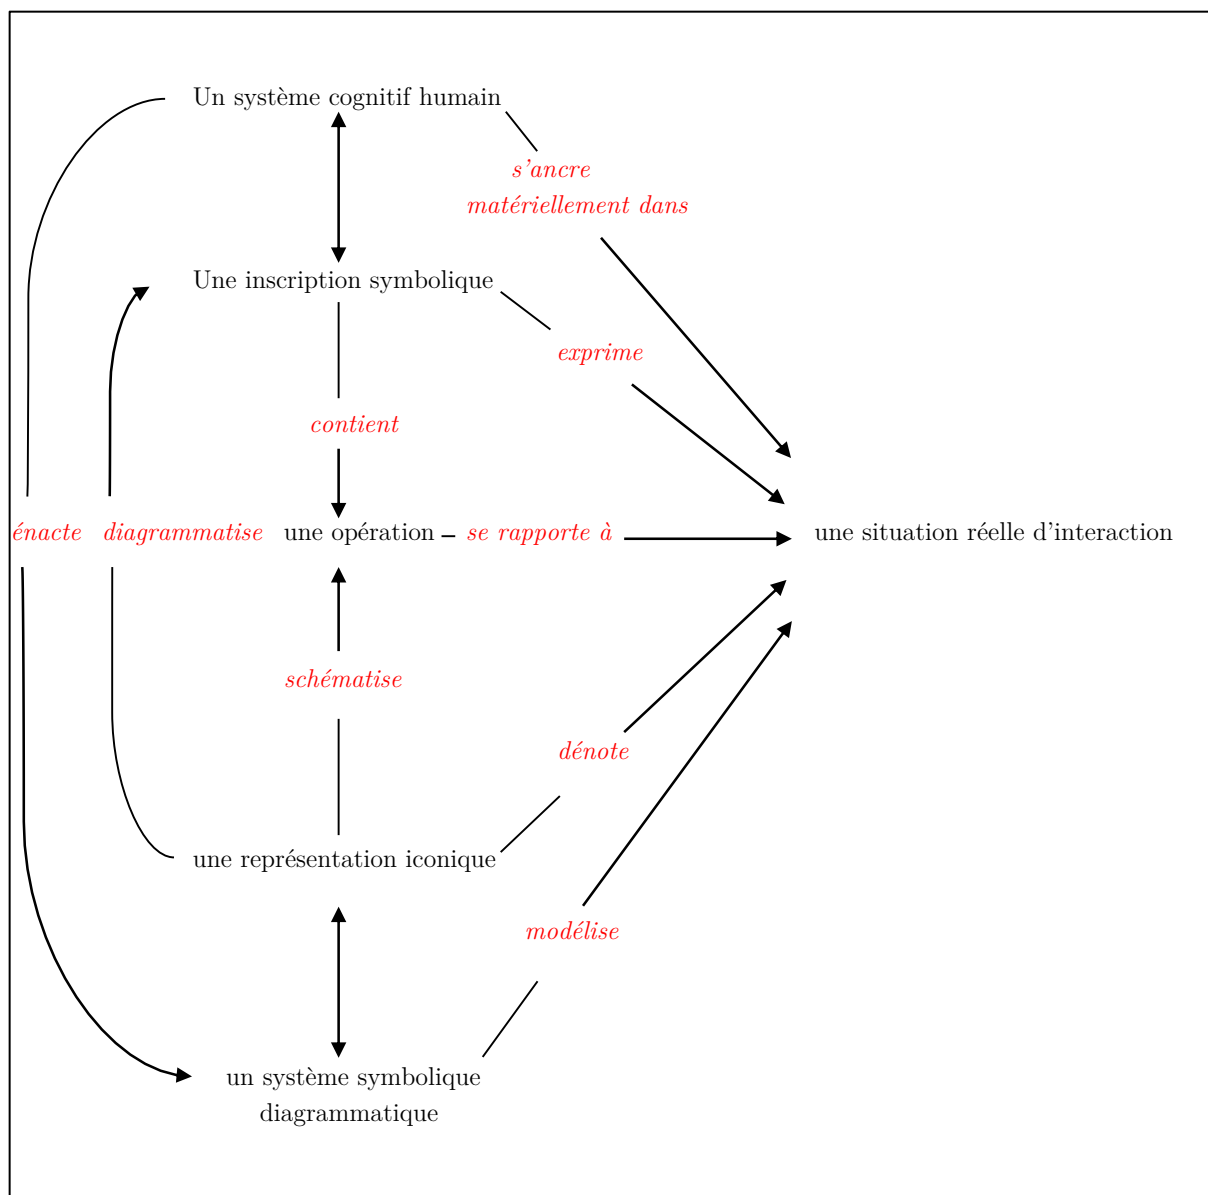 Un système cognitif humain
s'ancre
matériellement dans
Une inscription symbolique
exprime
contient
énacte diagrammatise une opération se rapporte à une situation réelle d'interaction
schématise
dénote
une représentation iconique
modélise
un système symbolique
diagrammatique